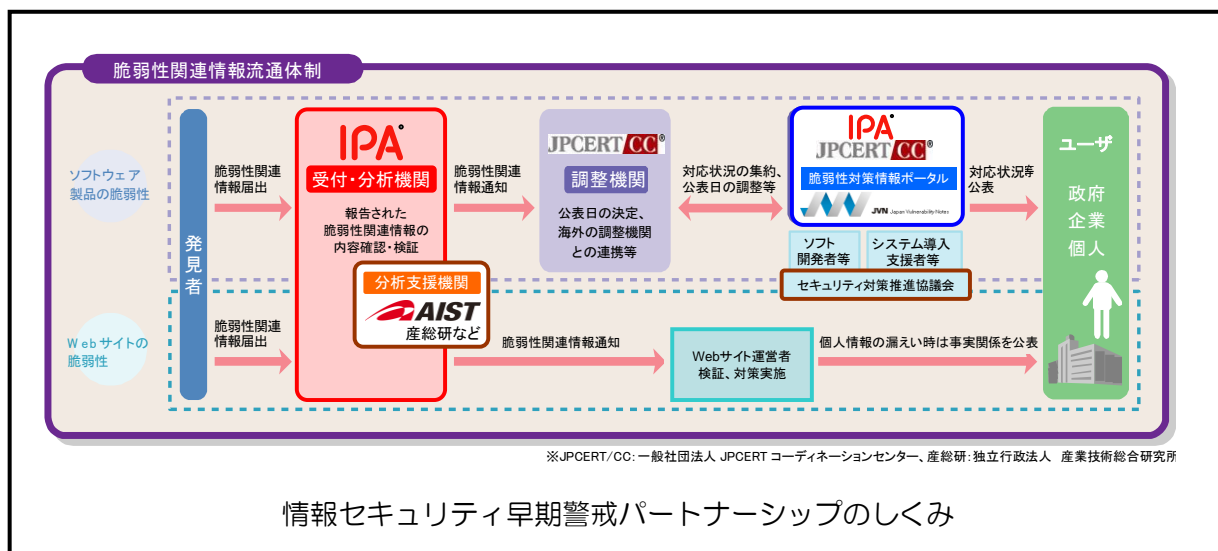 脆弱性関連情報流通体制
ソフトウェア
製品の脆弱性
発見者
脆弱性関連
情報届出
IPA
受付・分析機関
報告された
脆弱性関連情報の
内容確認・検証
分析支援機関
AIST
産総研など
脆弱性関連
情報通知
JPCERT CC®
調整機関
公表日の決定、
海外の調整機関
との連携等
対応状況の集約、
公表日の調整等
IPA
JPCERT CC®
脆弱性対策情報ポータル
JVN Japan Vulnerability Notes
ソフト
開発者等
システム導入
支援者等
セキュリティ対策推進協議会
対応状況等
公表
ユーザ
政府
企業
個人
Webサイトの
脆弱性
脆弱性関連
情報届出
脆弱性関連情報通知
Webサイト運営者
検証、対策実施
個人情報の漏えい時は事実関係を公表
※JPCERT/CC:一般社団法人 JPCERT コーディネーションセンター、産総研:独立行政法人 産業技術総合研究所
情報セキュリティ早期警戒パートナーシップのしくみ